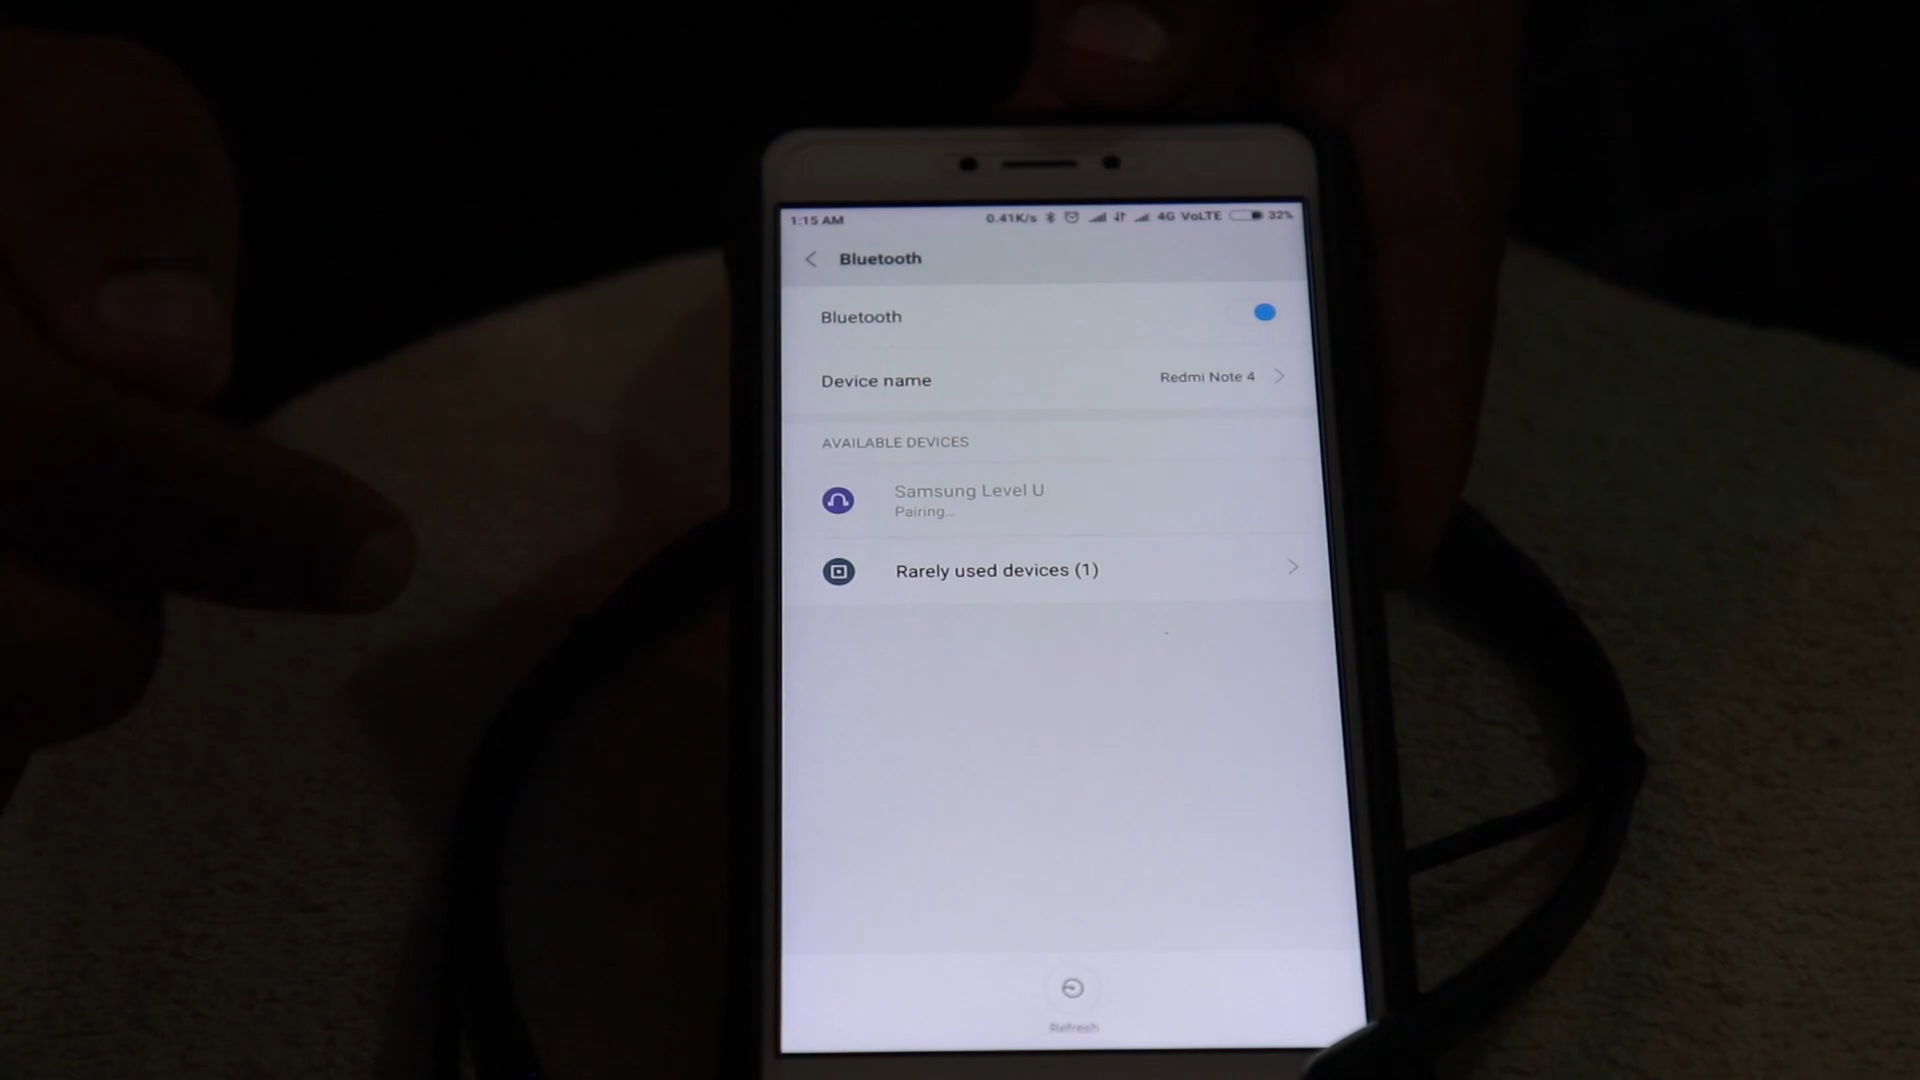 1:15 AM 0.41K/s 4G VoLTE 32%
Bluetooth
Bluetooth
Device name Redmi Note 4
AVAILABLE DEVICES
Samsung Level U
Pairing...
Rarely used devices (1)
Refresh